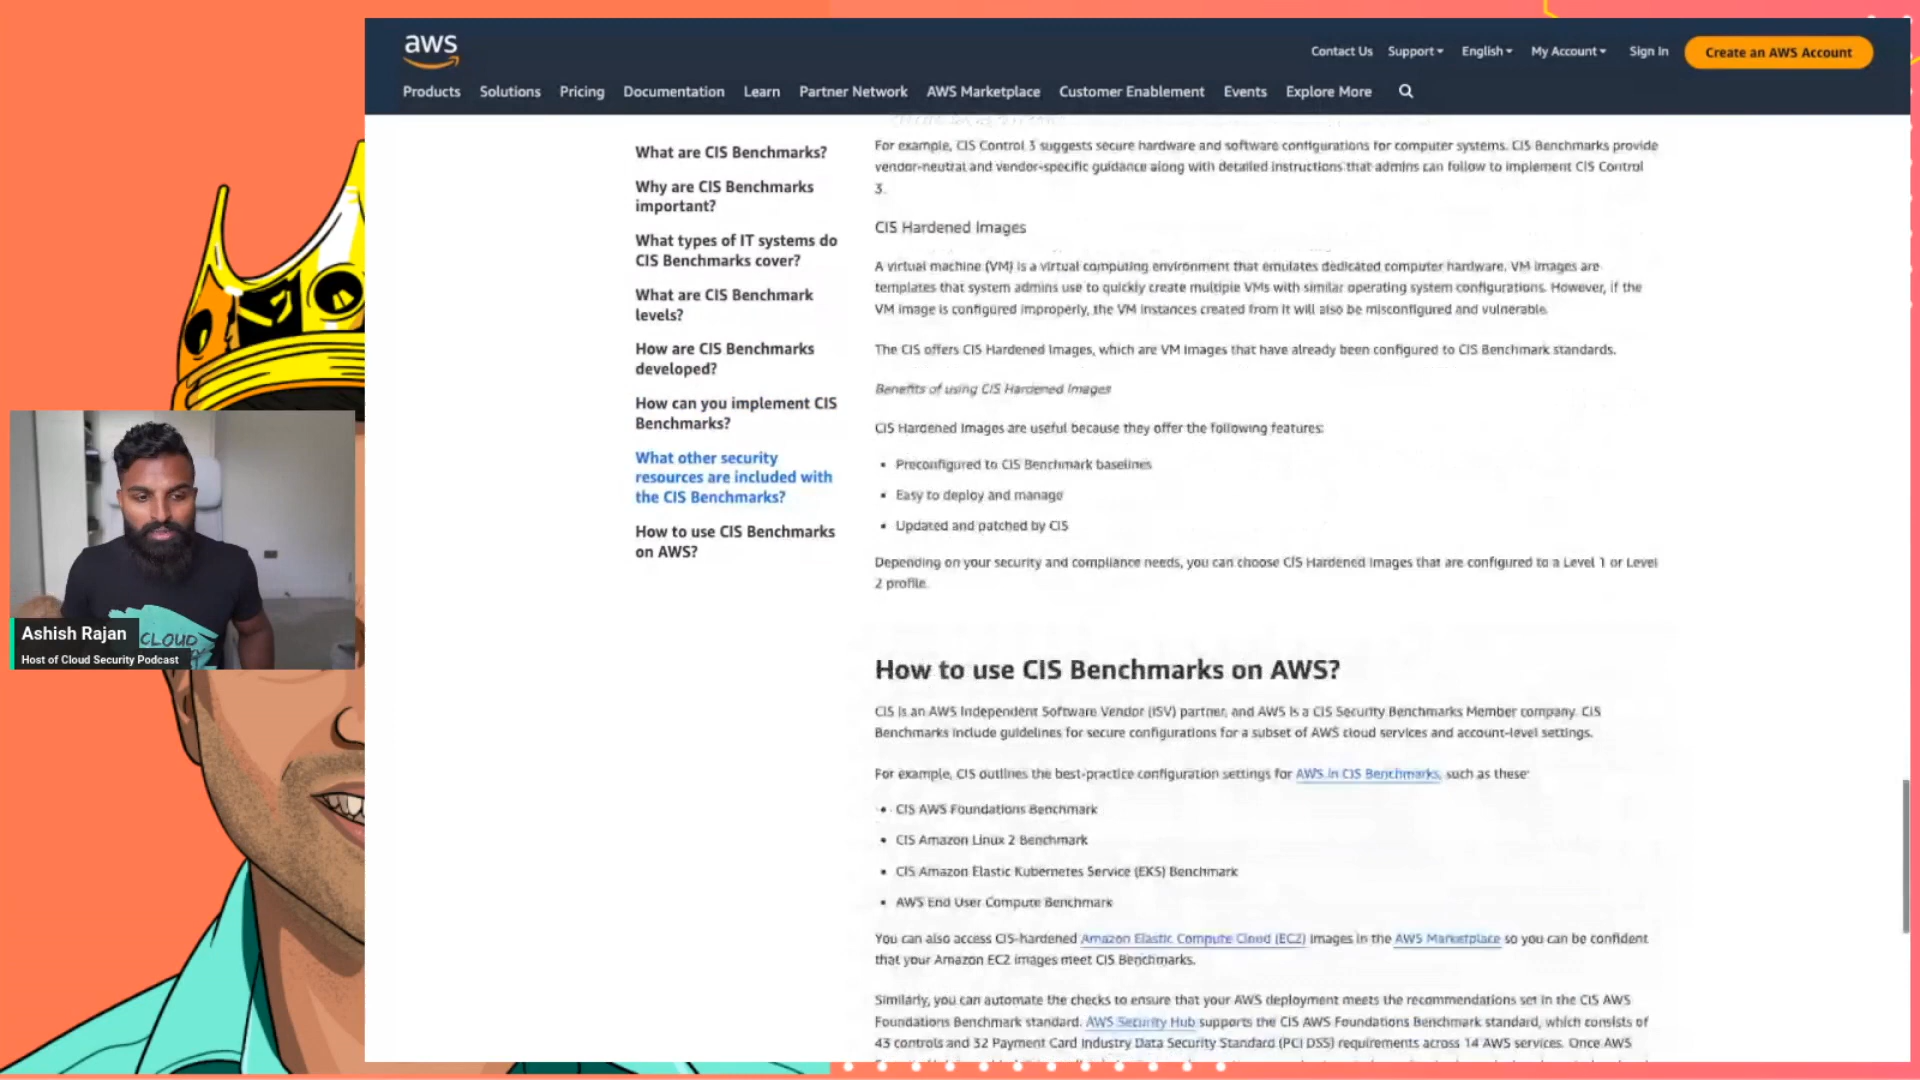 aws
Contact Us Support English My Account Sign In Create an AWS Account
Products Solutions Pricing Documentation Learn Partner Network AWS Marketplace Customer Enablement Events Explore More
What are CIS Benchmarks?
Why are CIS Benchmarks
important?
What types of IT systems do
CIS Benchmarks cover?
What are CIS Benchmark
levels?
How are CIS Benchmarks
developed?
How can you implement CIS
Benchmarks?
What other security
resources are included with
the CIS Benchmarks?
How to use CIS Benchmarks
on AWS?
For example, CIS Control 3 suggests secure hardware and software configurations for computer systems. CIS Benchmarks provide
vendor-neutral and vendor-specific guidance along with detailed instructions that admins can follow to implement CIS Control
3.
CIS Hardened Images
A virtual machine (VM) is a virtual computing environment that emulates dedicated computer hardware. VM images are
templates that system admins use to quickly create multiple VMs with similar operating system configurations. However, if the
VM image is configured improperly, the VM instances created from it will also be misconfigured and vulnerable.
The CIS offers CIS Hardened Images, which are VM images that have already been configured to CIS Benchmark standards.
Benefits of using CIS Hardened Images
CIS Hardened Images are useful because they offer the following features:
• Preconfigured to CIS Benchmark baselines
• Easy to deploy and manage
• Updated and patched by CIS
Depending on your security and compliance needs, you can choose CIS Hardened Images that are configured to a Level 1 or Level
2 profile.
How to use CIS Benchmarks on AWS?
CIS is an AWS Independent Software Vendor (ISV) partner, and AWS is a CIS Security Benchmarks Member company. CIS
Benchmarks include guidelines for secure configurations for a subset of AWS cloud services and account-level settings.
For example, CIS outlines the best-practice configuration settings for AWS in CIS Benchmarks, such as these:
• CIS AWS Foundations Benchmark
• CIS Amazon Linux 2 Benchmark
• CIS Amazon Elastic Kubernetes Service (EKS) Benchmark
• AWS End User Compute Benchmark
You can also access CIS-hardened Amazon Elastic Compute Cloud (EC2) images in the AWS Marketplace so you can be confident
that your Amazon EC2 images meet CIS Benchmarks.
Similarly, you can automate the checks to ensure that your AWS deployment meets the recommendations set in the CIS AWS
Foundations Benchmark standard. AWS Security Hub supports the CIS AWS Foundations Benchmark standard, which consists of
43 controls and 32 Payment Card Industry Data Security Standard (PCI DSS) requirements across 14 AWS services. Once AWS
CLOUD
Ashish Rajan
Host of Cloud Security Podcast